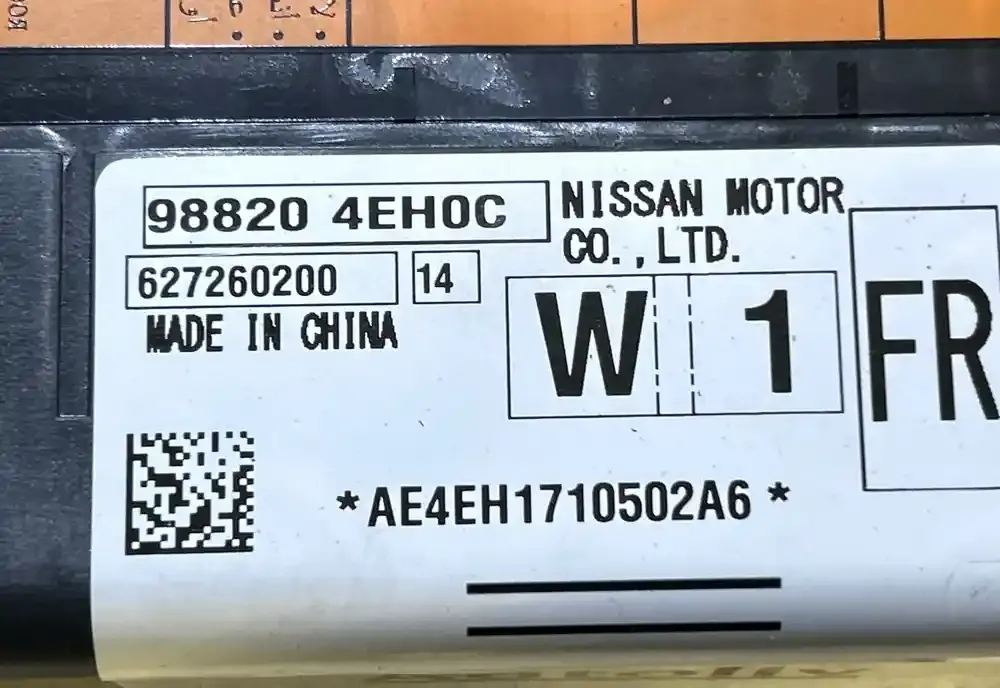 98820 4EH0C
NISSAN MOTOR
CO.,LTD.
627260200
14
MADE IN CHINA
W 1
FR
*AE4EH1710502A6*